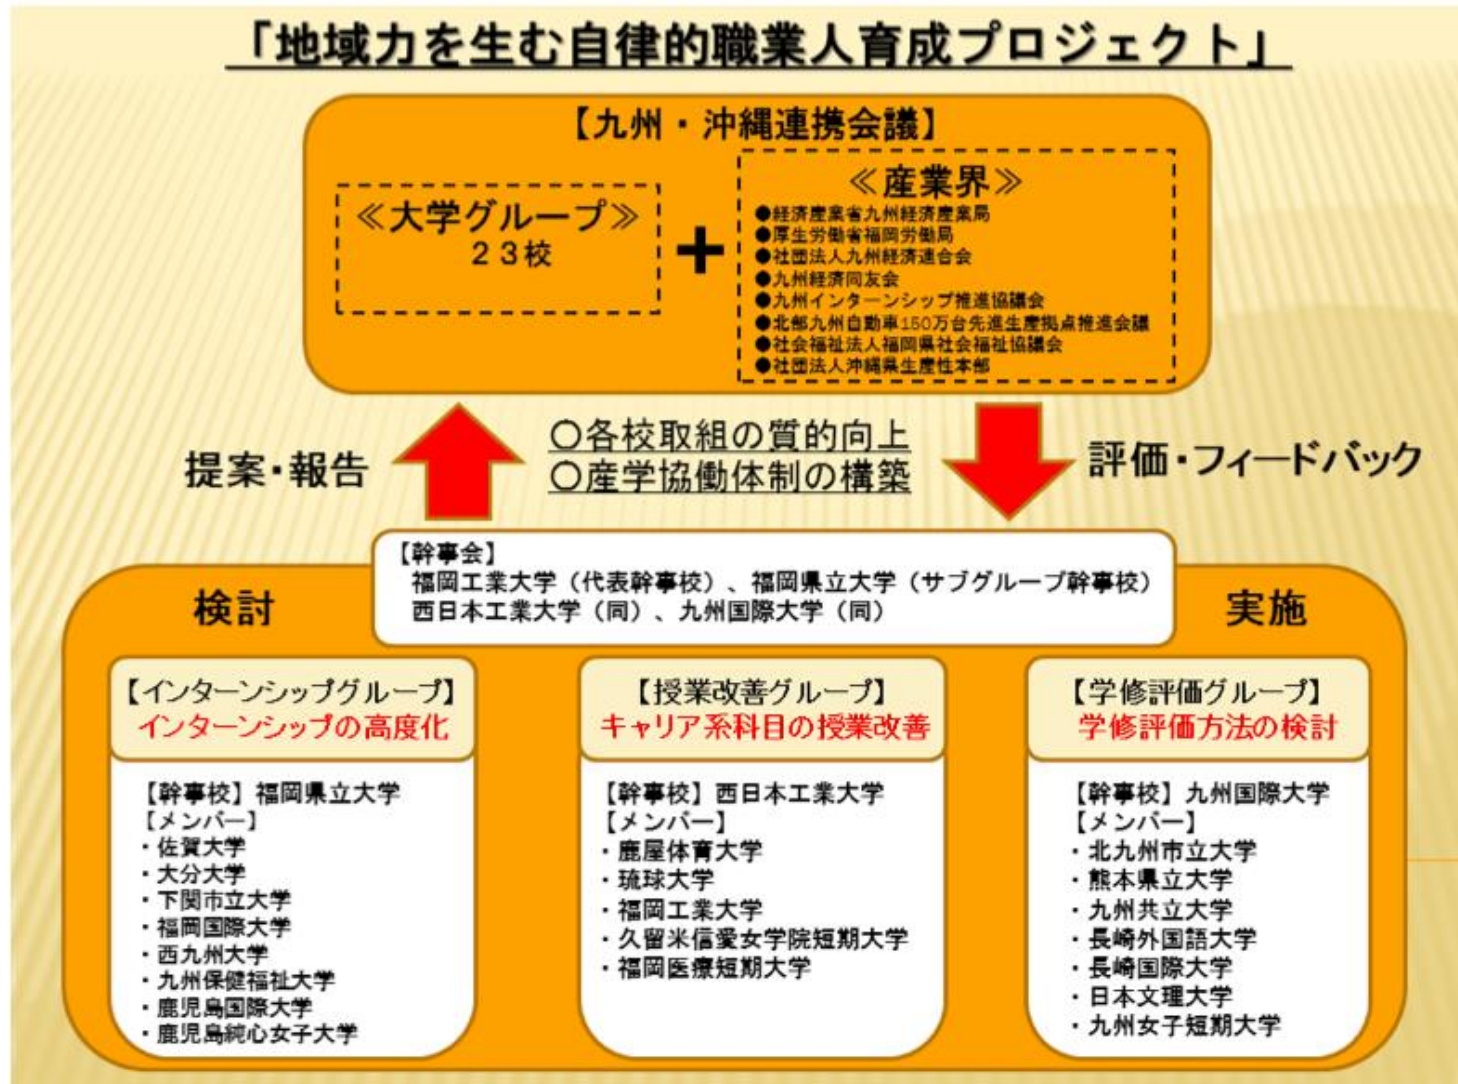 「地域力を生む自律的職業人育成プロジェクト」
【九州・沖縄連携会議】
≪大学グループ≫
２３校
＋
≪産業界≫
●経済産業省九州経済産業局
●厚生労働省福岡労働局
●社団法人九州経済連合会
●九州経済同友会
●九州インターンシップ推進協議会
●北部九州自動車150万台先進生産拠点推進会議
●社会福祉法人福岡県社会福祉協議会
●社団法人沖縄県生産性本部
提案・報告
〇各校取組の質的向上
〇産学協働体制の構築
評価・フィードバック
【幹事会】
福岡工業大学（代表幹事校）、福岡県立大学（サブグループ幹事校）
西日本工業大学（同）、九州国際大学（同）
検討
実施
【インターンシップグループ】
インターンシップの高度化
【幹事校】福岡県立大学
【メンバー】
・佐賀大学
・大分大学
・下関市立大学
・福岡国際大学
・西九州大学
・九州保健福祉大学
・鹿児島国際大学
・鹿児島純心女子大学
【授業改善グループ】
キャリア系科目の授業改善
【幹事校】西日本工業大学
【メンバー】
・鹿屋体育大学
・琉球大学
・福岡工業大学
・久留米信愛女学院短期大学
・福岡医療短期大学
【学修評価グループ】
学修評価方法の検討
【幹事校】九州国際大学
【メンバー】
・北九州市立大学
・熊本県立大学
・九州共立大学
・長崎外国語大学
・長崎国際大学
・日本文理大学
・九州女子短期大学